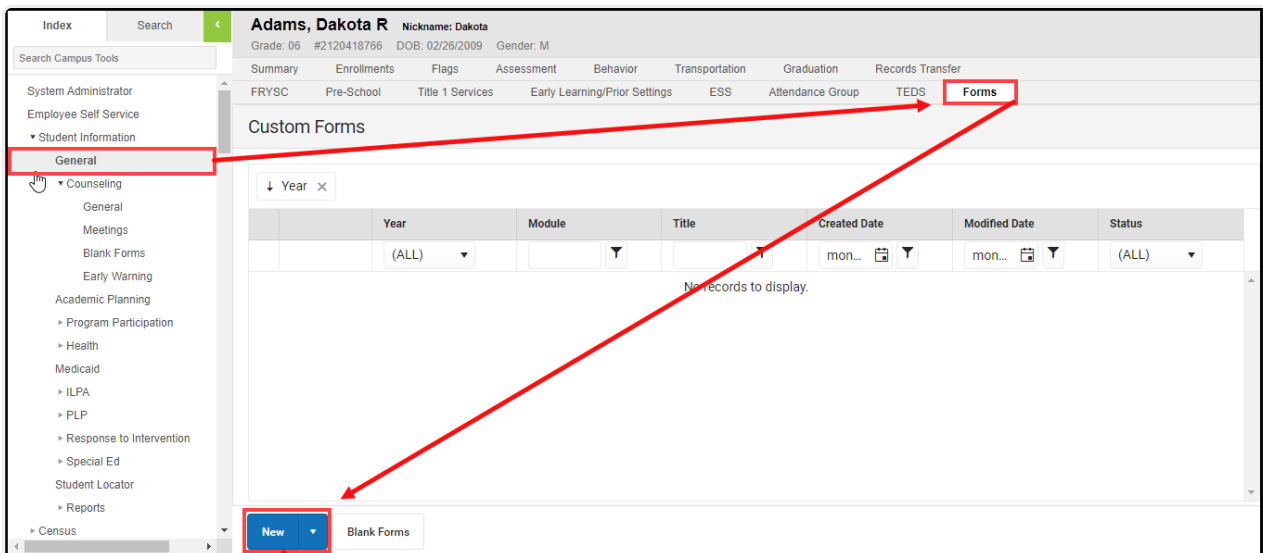 Index Search
Search Campus Tools
System Administrator
Employee Self Service
Student Information
General
Counseling
General
Meetings
Blank Forms
Early Warning
Academic Planning
Program Participation
Health
Medicaid
ILPA
PLP
Response to Intervention
Special Ed
Student Locator
Reports
Census
Adams, Dakota R Nickname: Dakota
Grade: 06 #2120418766 DOB: 02/26/2009 Gender: M
Summary Enrollments Flags Assessment Behavior Transportation Graduation Records Transfer
FRYSC Pre-School Title 1 Services Early Learning/Prior Settings ESS Attendance Group TEDS Forms
Custom Forms
↓ Year ×
Year Module Title Created Date Modified Date Status
(ALL) mon... mon... (ALL)
No records to display.
New Blank Forms